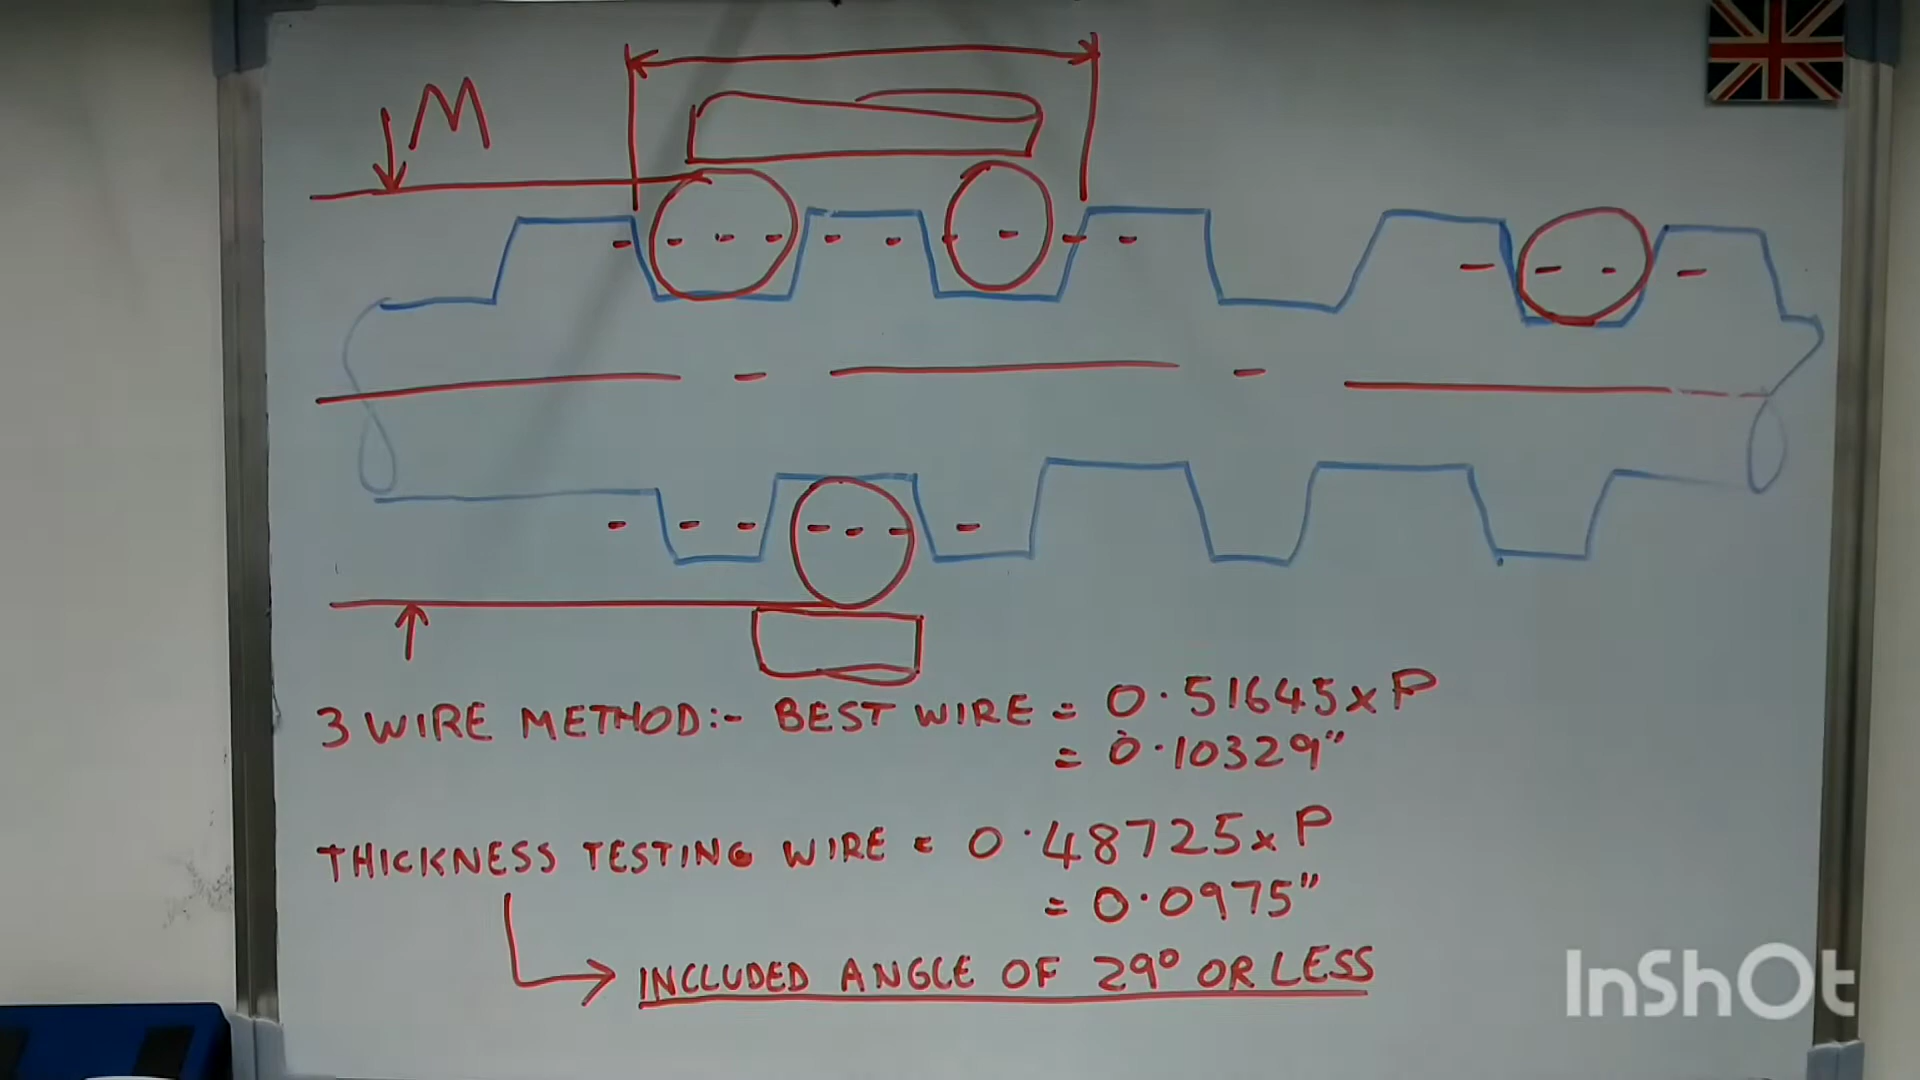 M
3 WIRE METHOD:- BEST WIRE = 0.51645 x P
= 0.10329"
THICKNESS TESTING WIRE = 0.48725 x P
= 0.0975"
INCLUDED ANGLE OF 29° OR LESS
InShOt